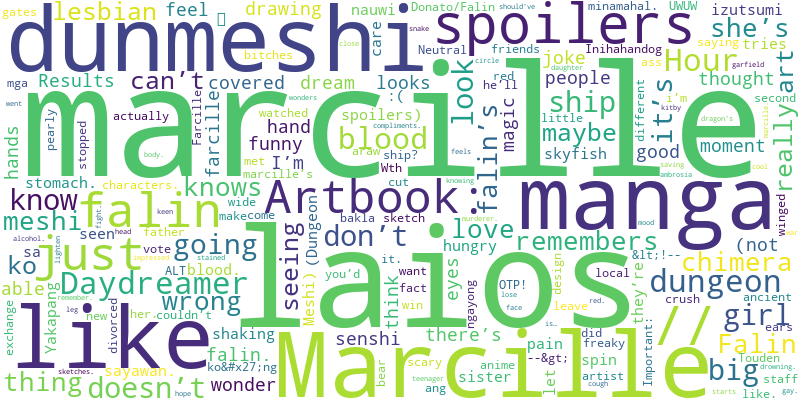 gates lesbian feel drawing nauwi Donato/Falin should've minamahal. UWUW izutsumi
dunmeshi snake care Neutral Inihahandog spoilers she's saying tries
bitches friends joke Hour ass art
mga Results can't covered dream looks red he'll people thought garfield
went :( look it's i'm second
marcille
close circle daughter wonders compliments.
pearly stopped actually Farcille farcille watched spoilers) hand blood little ship maybe different kitby
hands funny magic skyfish good moment really dragon's
met araw ship? falin's feels marcille's Wth cut saving ambrosia cool
stomach. characters. knows I'm body. knowing
know falin Artbook: manga winged
meshi seen keen father wide bakla sketch love murderer. mood
alcohol. head make come don't hungry remembers (not &lt;!--
ko sa just vote going seeing (Dungeon Meshi) it. eyes design they're chimera
able ALT blood. you'd laios local dungeon
Daydreamer impressed stained want fact think OTP! crush ancient
exchange Yakapang remember. wrong win lose face leave red. girl ears
like leg new her. couldn't ngayong is.. // Falin
divorced shaking there's did freaky Important:
falin. senshi Marcille pain spin big louden
thing sketches. sayawan. ko&#x27;ng bear scary anime --&gt; artist staff drowning.
doesn't hope wonder ang teenager sister let cough like. starts gay.